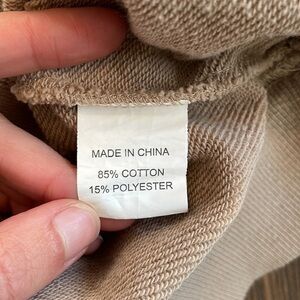 MADE IN CHINA
85% COTTON
15% POLYESTER